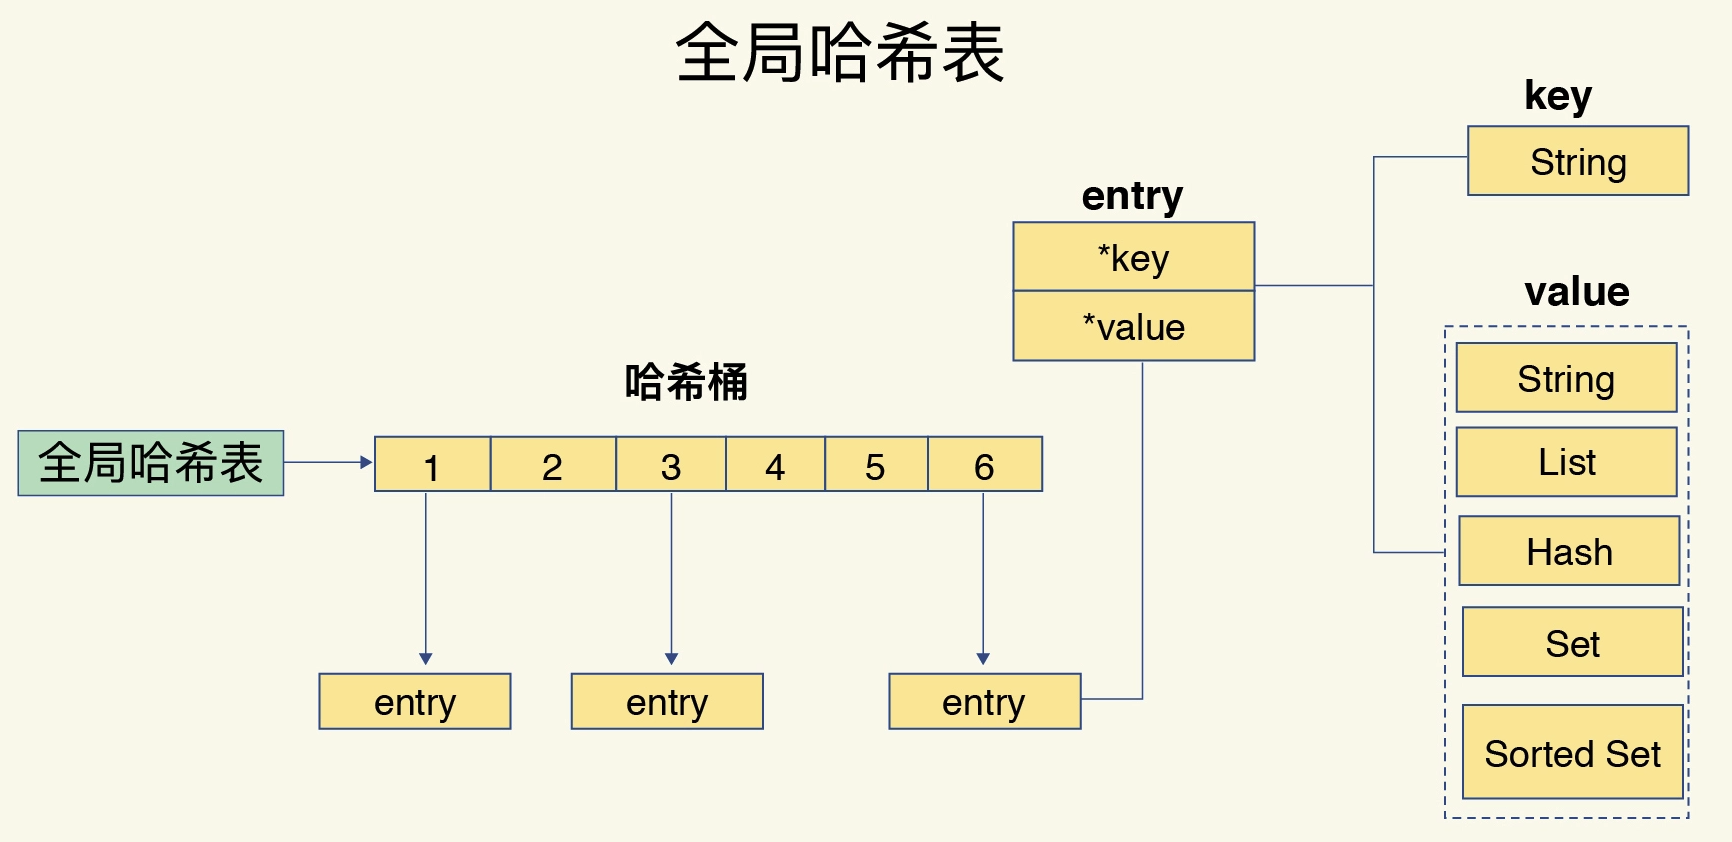 全局哈希表
key
String
entry
*key
*value
value
String
List
Hash
Set
Sorted Set
哈希桶
全局哈希表
1 2 3 4 5 6
entry entry entry